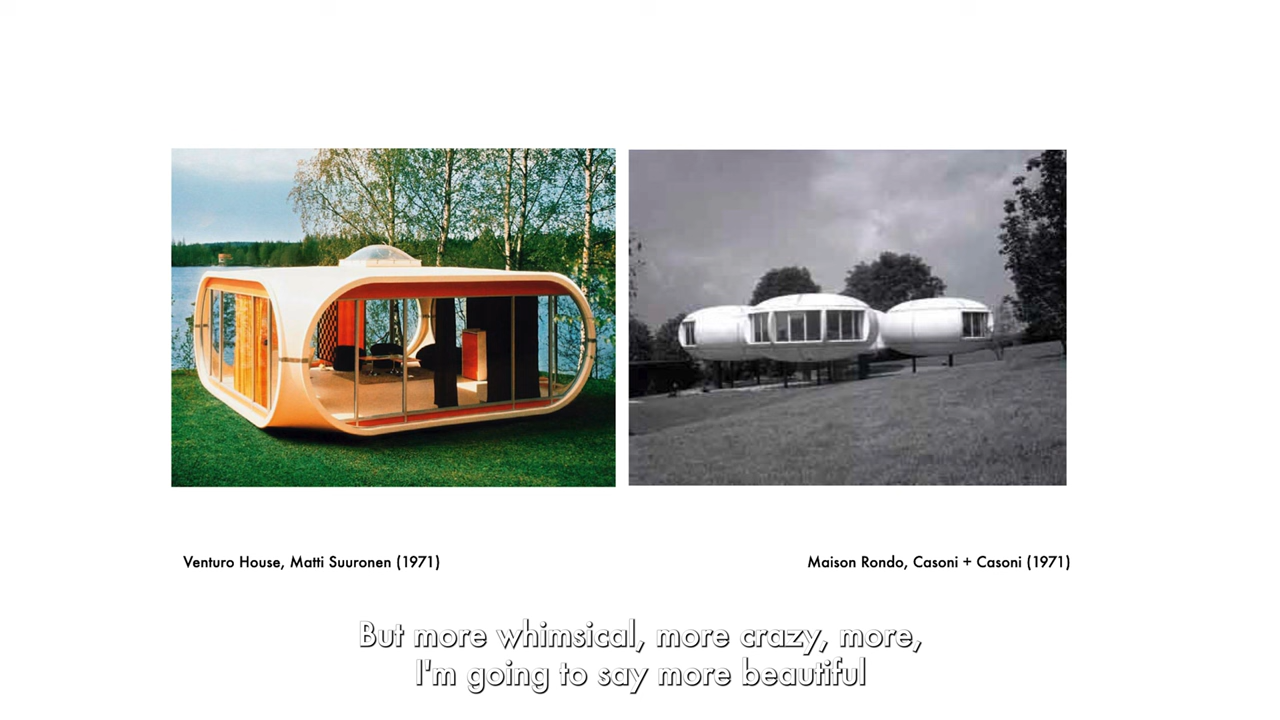 Venturo House, Matti Suuronen (1971)
Maison Rondo, Casoni + Casoni (1971)
But more whimsical, more crazy, more,
I'm going to say more beautiful